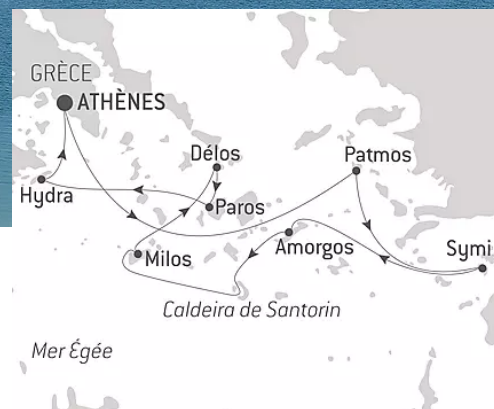 GRÈCE
ATHÈNES
Délos
Patmos
Hydra
Paros
Milos
Amorgos
Symi
Caldeira de Santorin
Mer Égée